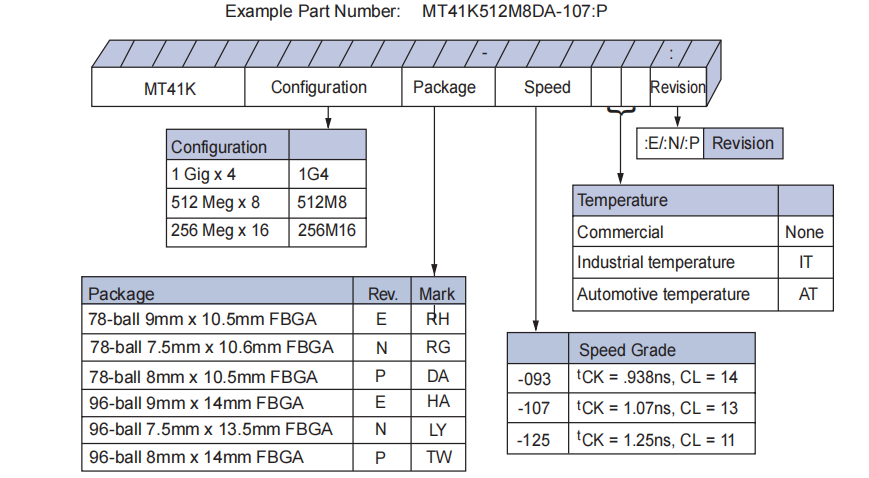 Example Part Number: MT41K512M8DA-107:P
- :
MT41K Configuration Package Speed Revision
:E/:N/:P Revision
Configuration
1 Gig x 4 1G4
512 Meg x 8 512M8
256 Meg x 16 256M16
Temperature
Commercial None
Industrial temperature IT
Automotive temperature AT
Package Rev. Mark
78-ball 9mm x 10.5mm FBGA E RH
78-ball 7.5mm x 10.6mm FBGA N RG
78-ball 8mm x 10.5mm FBGA P DA
96-ball 9mm x 14mm FBGA E HA
96-ball 7.5mm x 13.5mm FBGA N LY
96-ball 8mm x 14mm FBGA P TW
Speed Grade
-093 tCK = .938ns, CL = 14
-107 tCK = 1.07ns, CL = 13
-125 tCK = 1.25ns, CL = 11